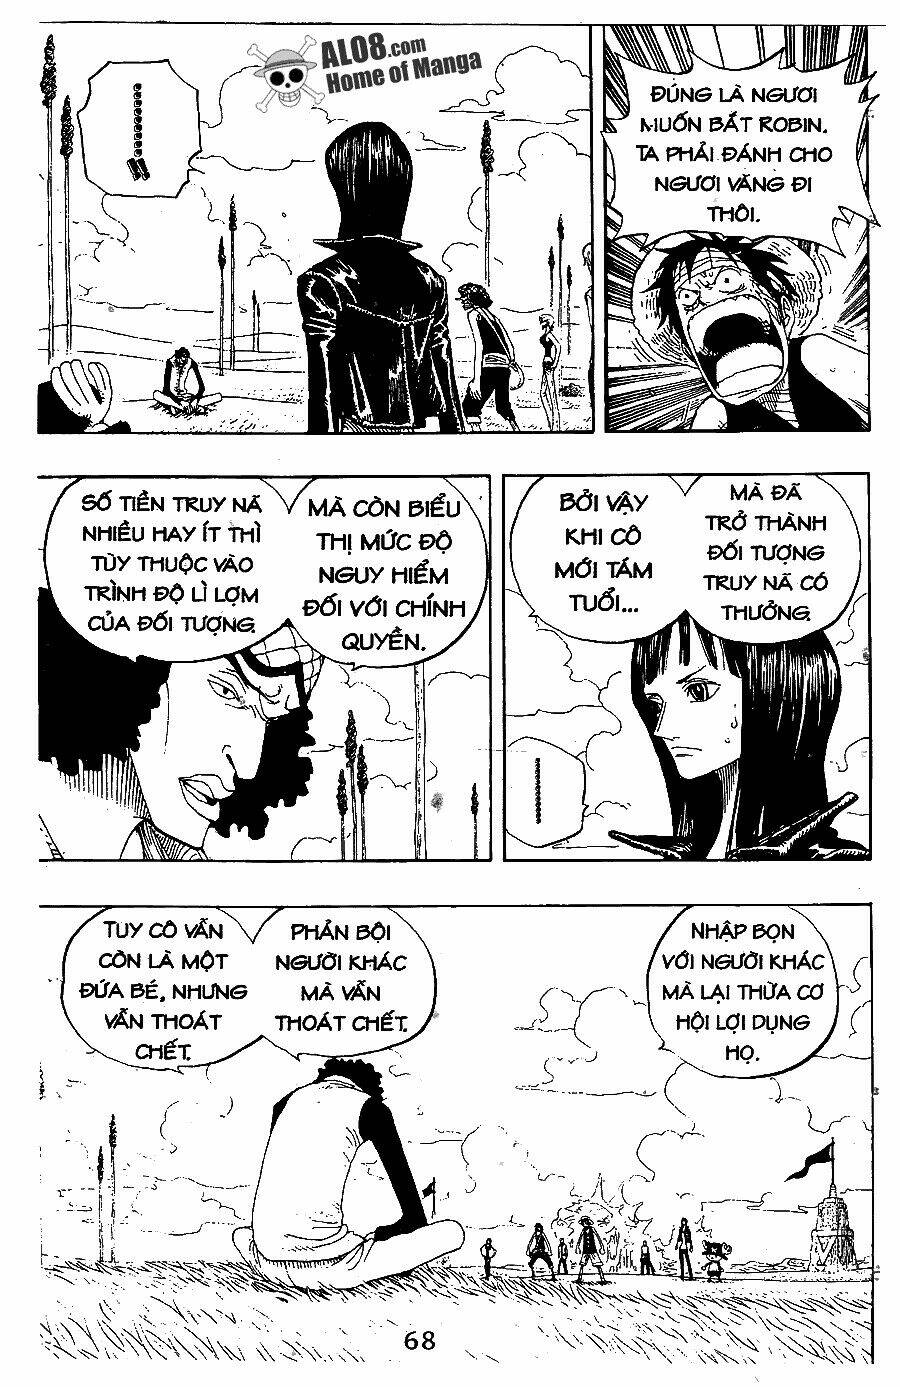 ALO8.com
Home of Manga
ĐÚNG LÀ NGƯƠI
MUỐN BẮT ROBIN.
TA PHẢI ĐÁNH CHO
NGƯƠI VĂNG ĐI
THÔI.
.........!!
SỐ TIỀN TRUY NÃ
NHIỀU HAY ÍT THÌ
TÙY THUỘC VÀO
TRÌNH ĐỘ LÌ LỢM
CỦA ĐỐI TƯỢNG.
MÀ CÒN BIỂU
THỊ MỨC ĐỘ
NGUY HIỂM
ĐỐI VỚI CHÍNH
QUYỀN.
BỞI VẬY
KHI CÔ
MỚI TÁM
TUỔI...
MÀ ĐÃ
TRỞ THÀNH
ĐỐI TƯỢNG
TRUY NÃ CÓ
THƯỞNG.
............
NHẬP BỌN
VỚI NGƯỜI KHÁC
MÀ LẠI THỪA CƠ
HỘI LỢI DỤNG
HỌ.
PHẢN BỘI
NGƯỜI KHÁC
MÀ VẪN
THOÁT CHẾT.
TUY CÔ VẪN
CÒN LÀ MỘT
ĐỨA BÉ, NHƯNG
VẪN THOÁT
CHẾT.
68